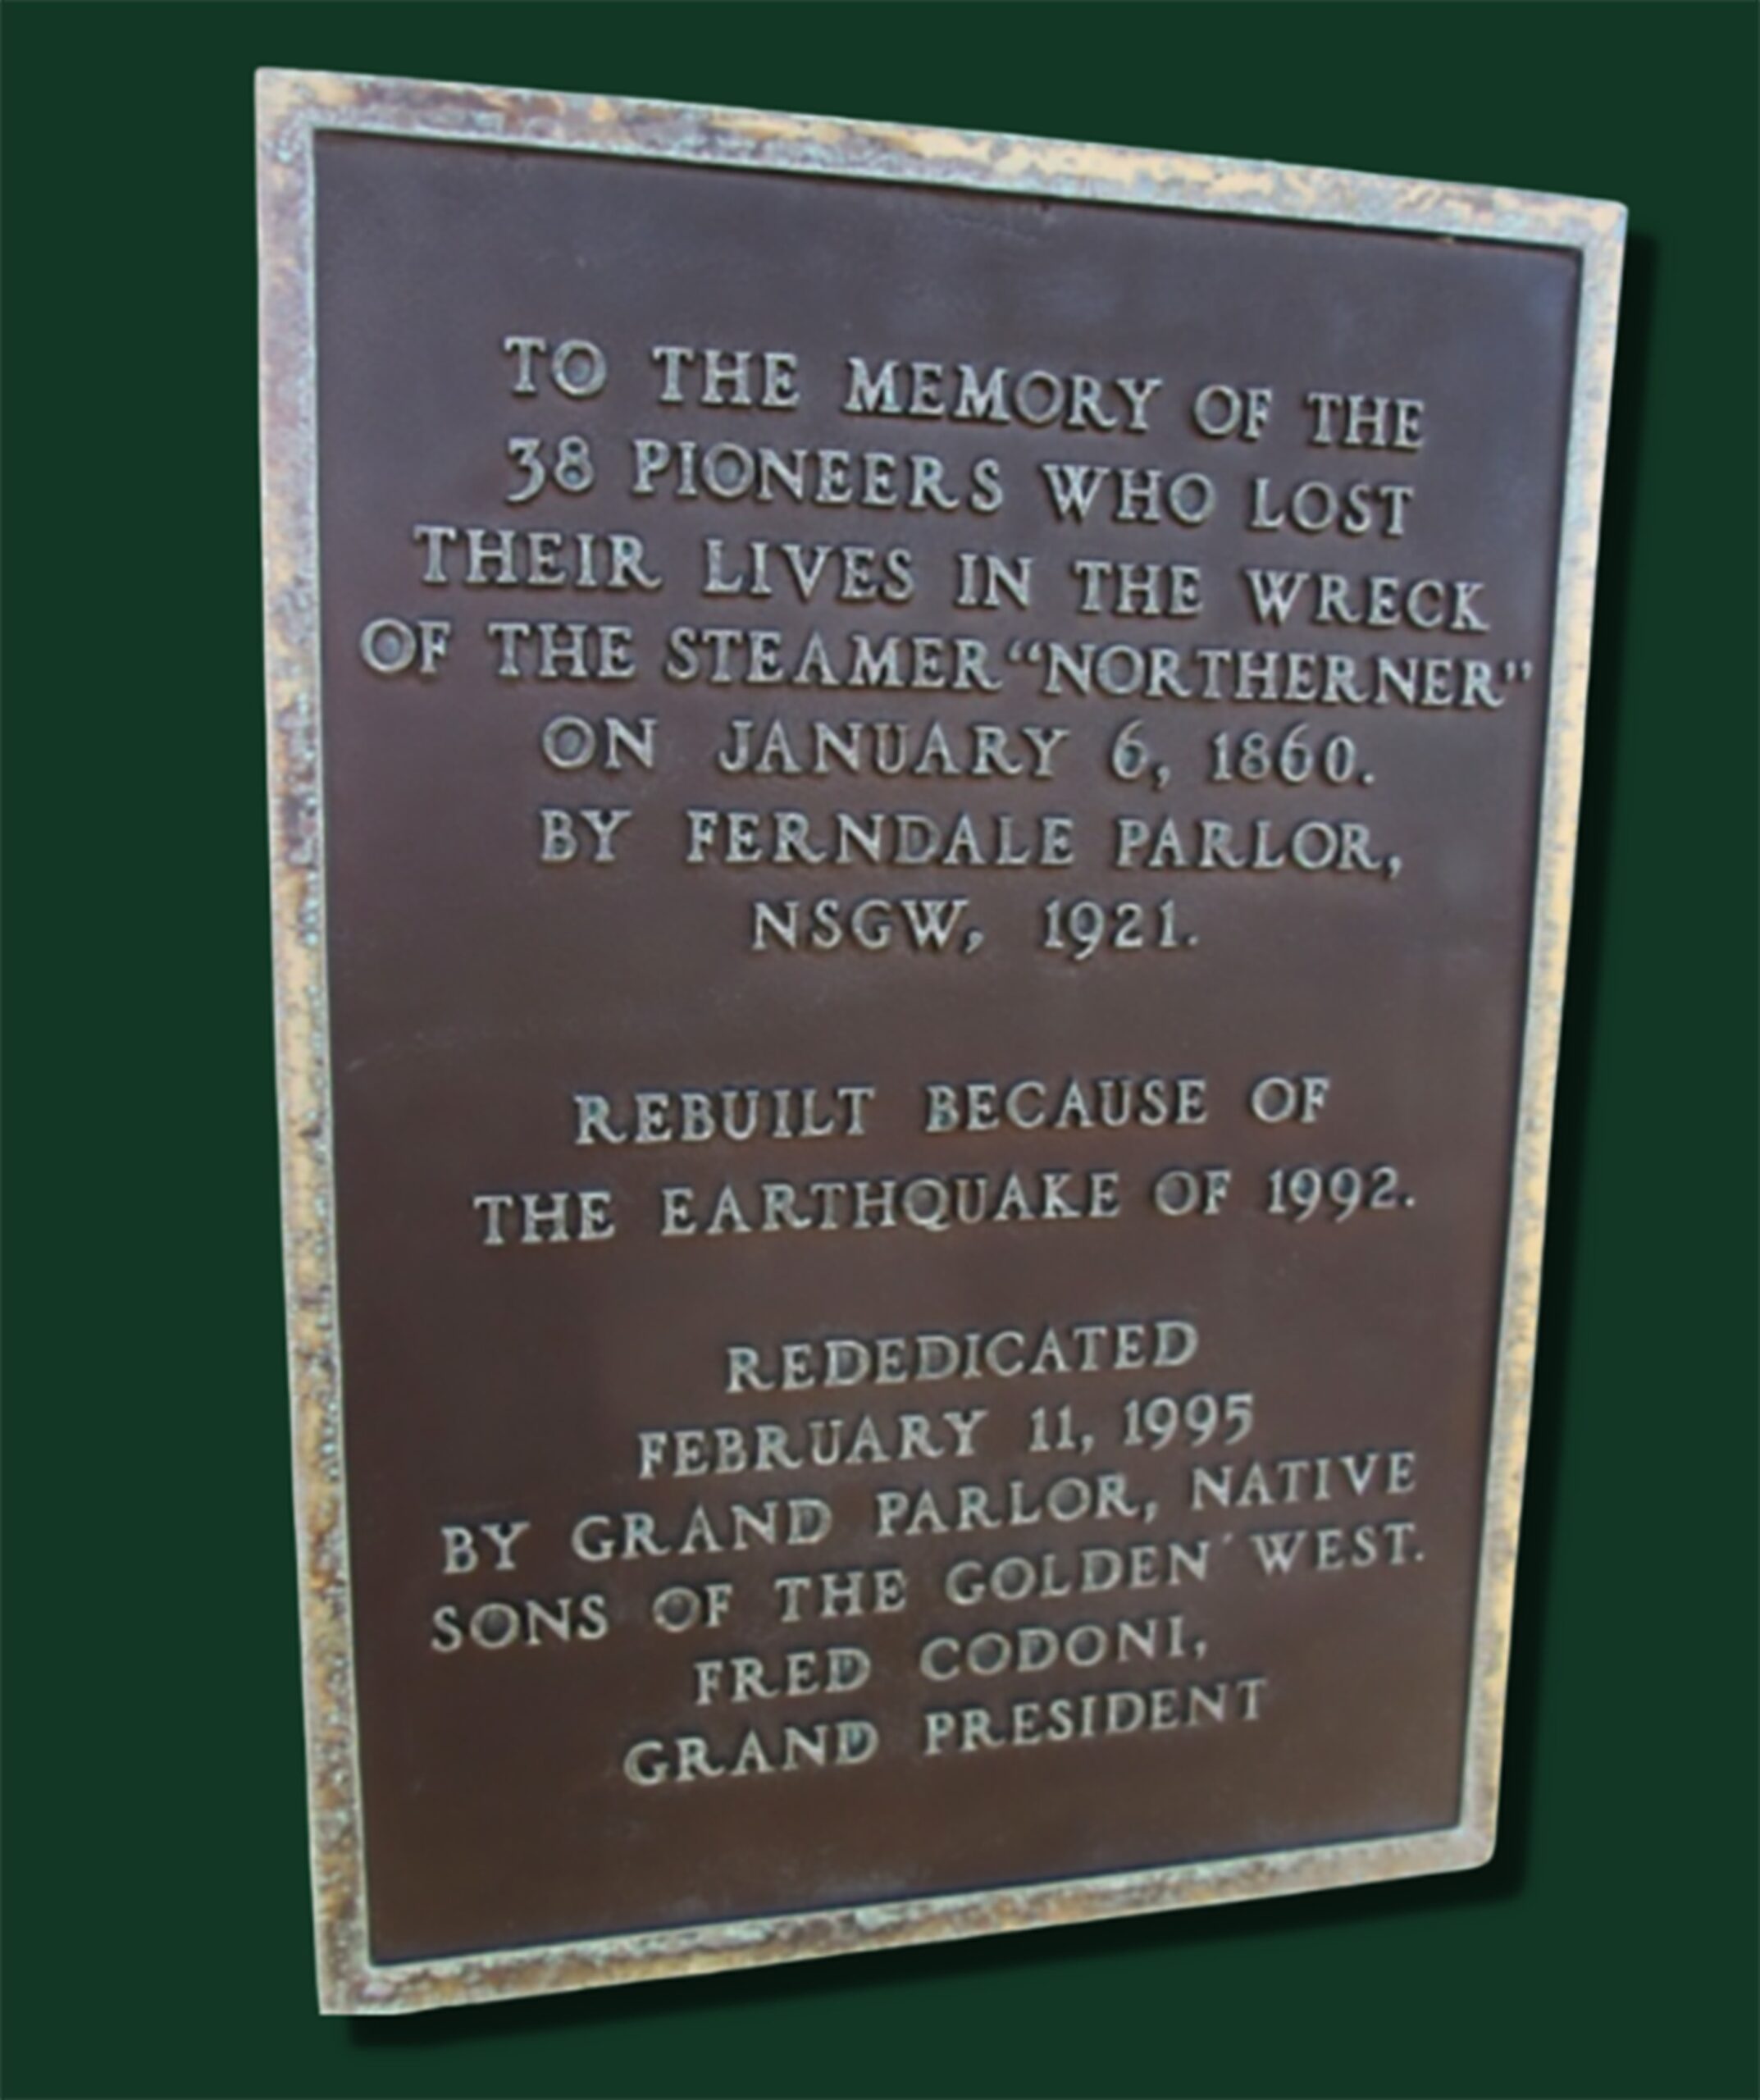 TO THE MEMORY OF THE
38 PIONEERS WHO LOST
THEIR LIVES IN THE WRECK
OF THE STEAMER "NORTHERNER"
ON JANUARY 6, 1860.
BY FERNDALE PARLOR,
NSGW, 1921.
REBUILT BECAUSE OF
THE EARTHQUAKE OF 1992.
REDEDICATED
FEBRUARY 11, 1995
BY GRAND PARLOR, NATIVE
SONS OF THE GOLDEN WEST.
FRED CODONI,
GRAND PRESIDENT